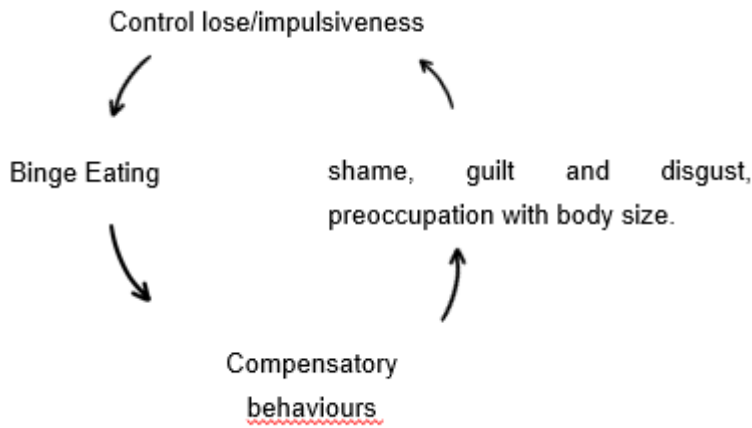 Control lose/impulsiveness
Binge Eating
shame, guilt and disgust,
preoccupation with body size.
Compensatory
behaviours